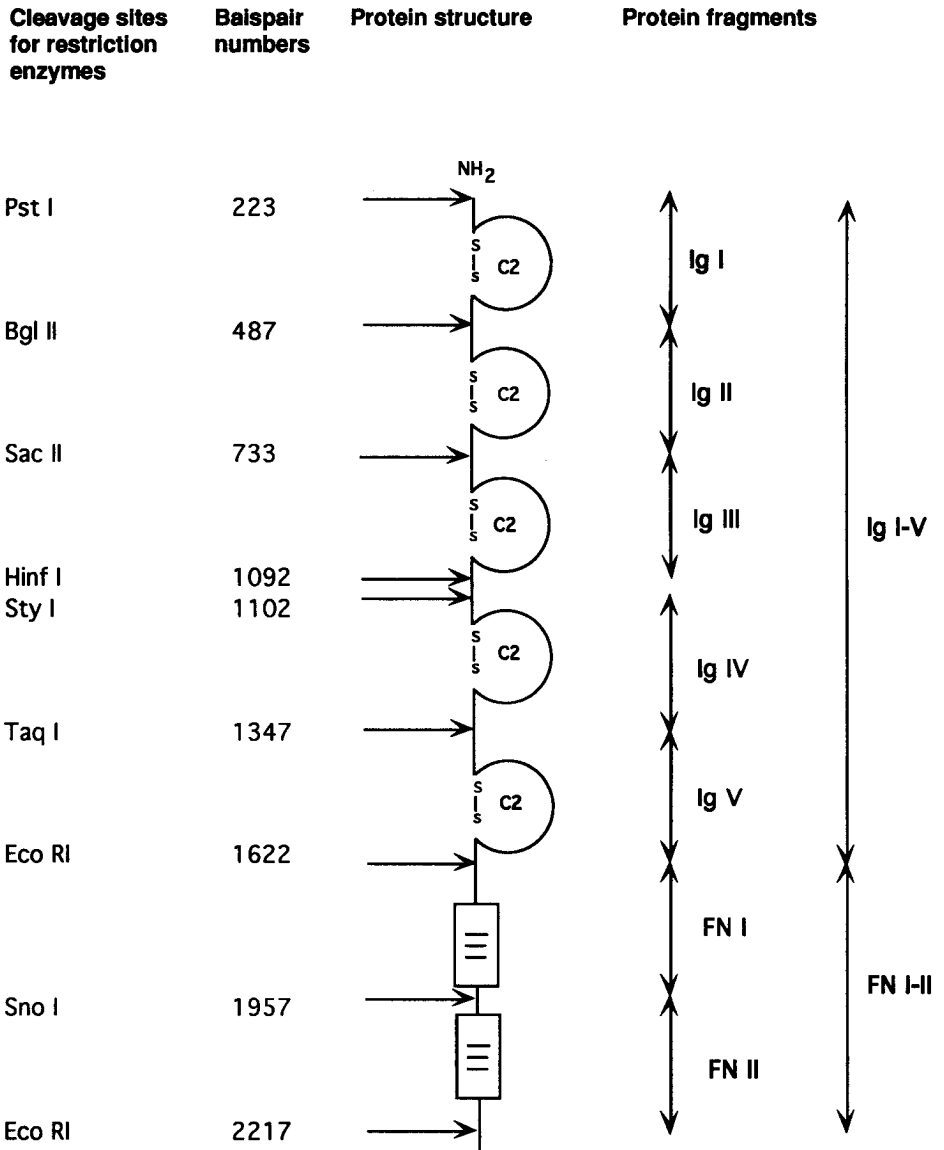 Cleavage sites for restriction enzymes
Baispair numbers
Protein structure
Protein fragments
NH2
Pst I 223
S
S
C2
Ig I
Bgl II 487
S
S
C2
Ig II
Sac II 733
S
S
C2
Ig III
Ig I-V
Hinf I 1092
Sty I 1102
S
S
C2
Ig IV
Taq I 1347
S
S
C2
Ig V
Eco RI 1622
III
FN I
FN I-II
Sno I 1957
III
FN II
Eco RI 2217